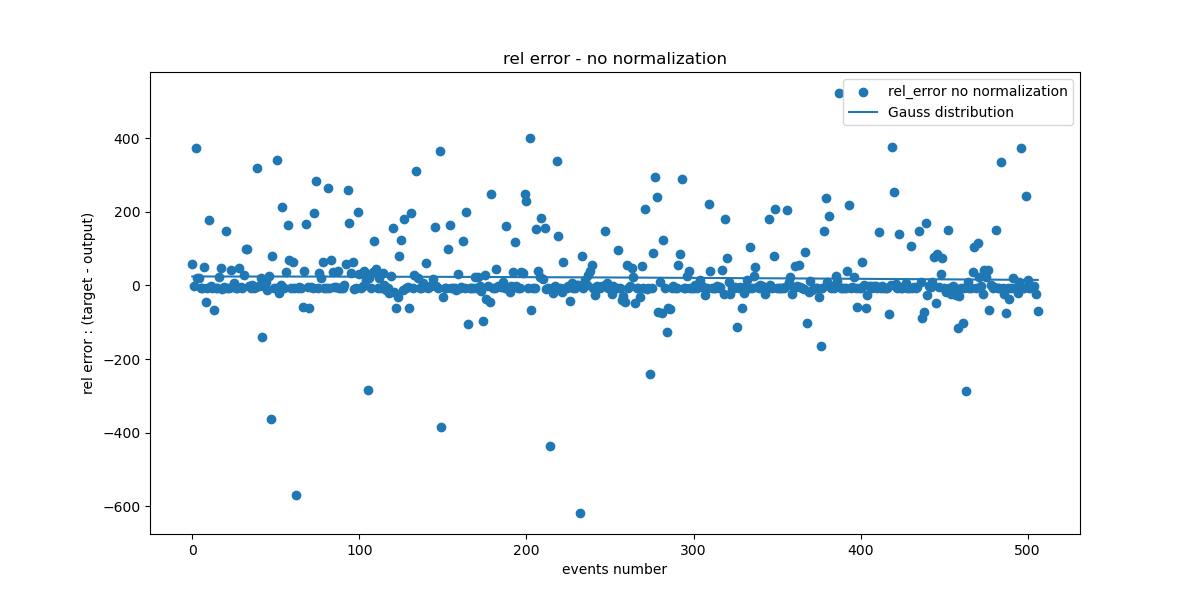 rel error - no normalization
rel_error no normalization
Gauss distribution
rel error : (target - output)
400
200
0
−200
−400
−600
0 100 200 300 400 500
events number